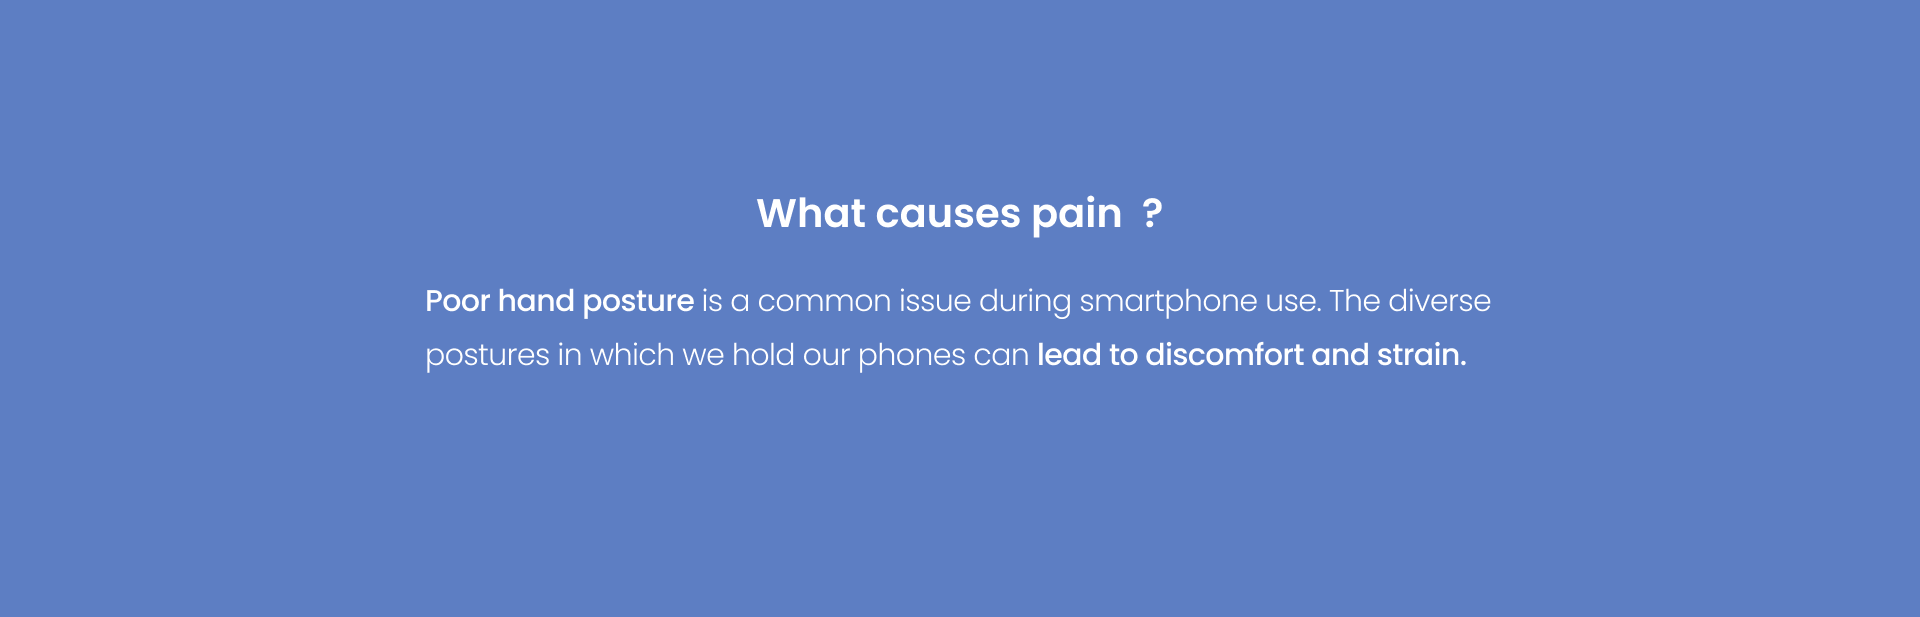 What causes pain  ?
Poor hand posture is a common issue during smartphone use. The diverse
postures in which we hold our phones can lead to discomfort and strain.